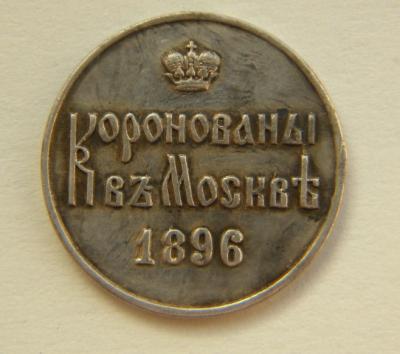 Коронованы
въ Москвѣ
1896